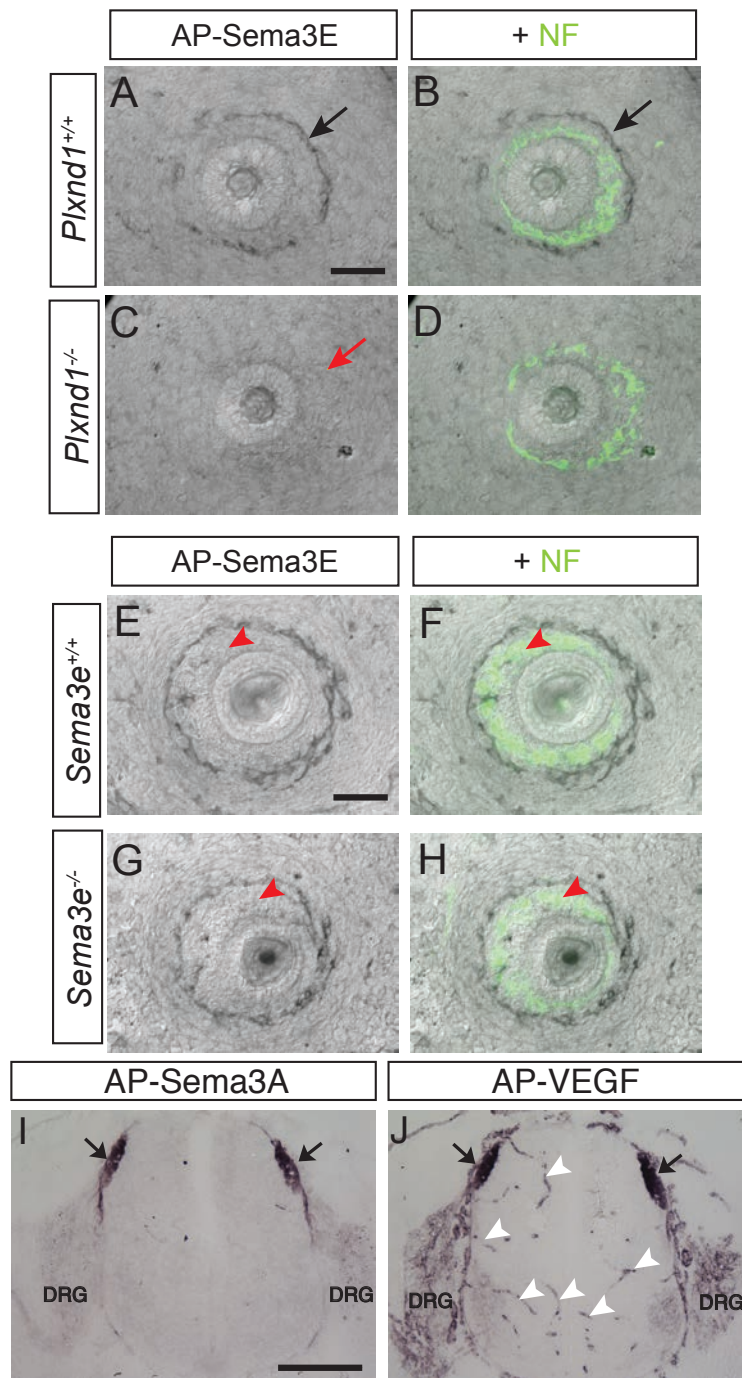 AP-Sema3E + NF
Plxnd1+/+
A B
Plxnd1-/-
C D
AP-Sema3E + NF
Sema3e+/+
E F
Sema3e-/-
G H
AP-Sema3A AP-VEGF
I J
DRG DRG DRG DRG